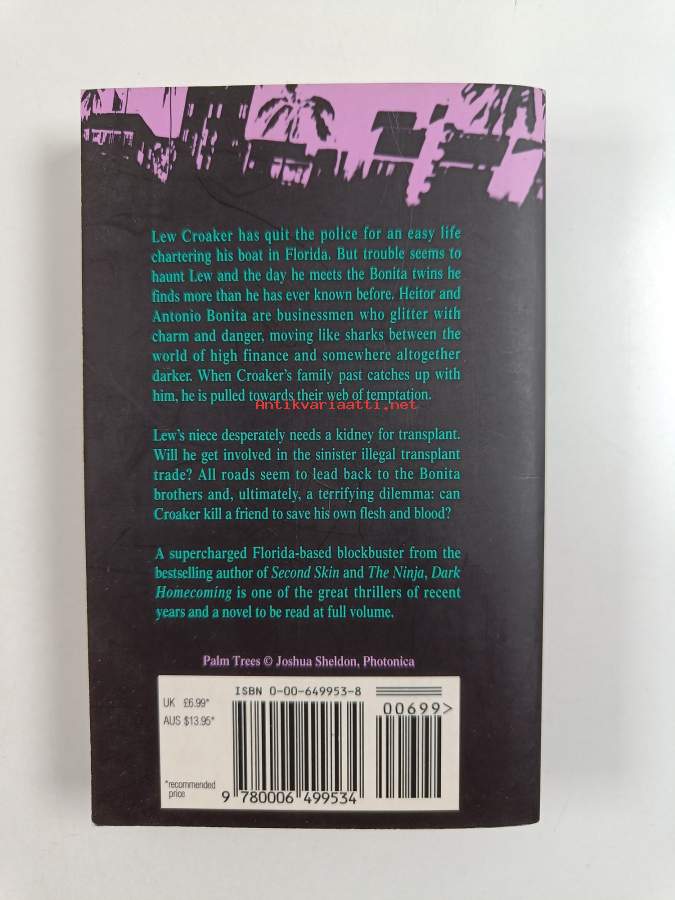 Lew Croaker has quit the police for an easy life
chartering his boat in Florida. But trouble seems to
haunt Lew and the day he meets the Bonita twins he
finds more than he has ever known before. Heitor and
Antonio Bonita are businessmen who glitter with
charm and danger, moving like sharks between the
world of high finance and somewhere altogether
darker. When Croaker's family past catches up with
him, he is pulled towards their web of temptation.
Antikvariaatti.net
Lew's niece desperately needs a kidney for transplant.
Will he get involved in the sinister illegal transplant
trade? All roads seem to lead back to the Bonita
brothers and, ultimately, a terrifying dilemma: can
Croaker kill a friend to save his own flesh and blood?
A supercharged Florida-based blockbuster from the
bestselling author of Second Skin and The Ninja, Dark
Homecoming is one of the great thrillers of recent
years and a novel to be read at full volume.
Palm Trees © Joshua Sheldon, Photonica
ISBN 0-00-649953-8
UK £6.99*
AUS $13.95*
00699>
*recommended
price
9 780006 499534